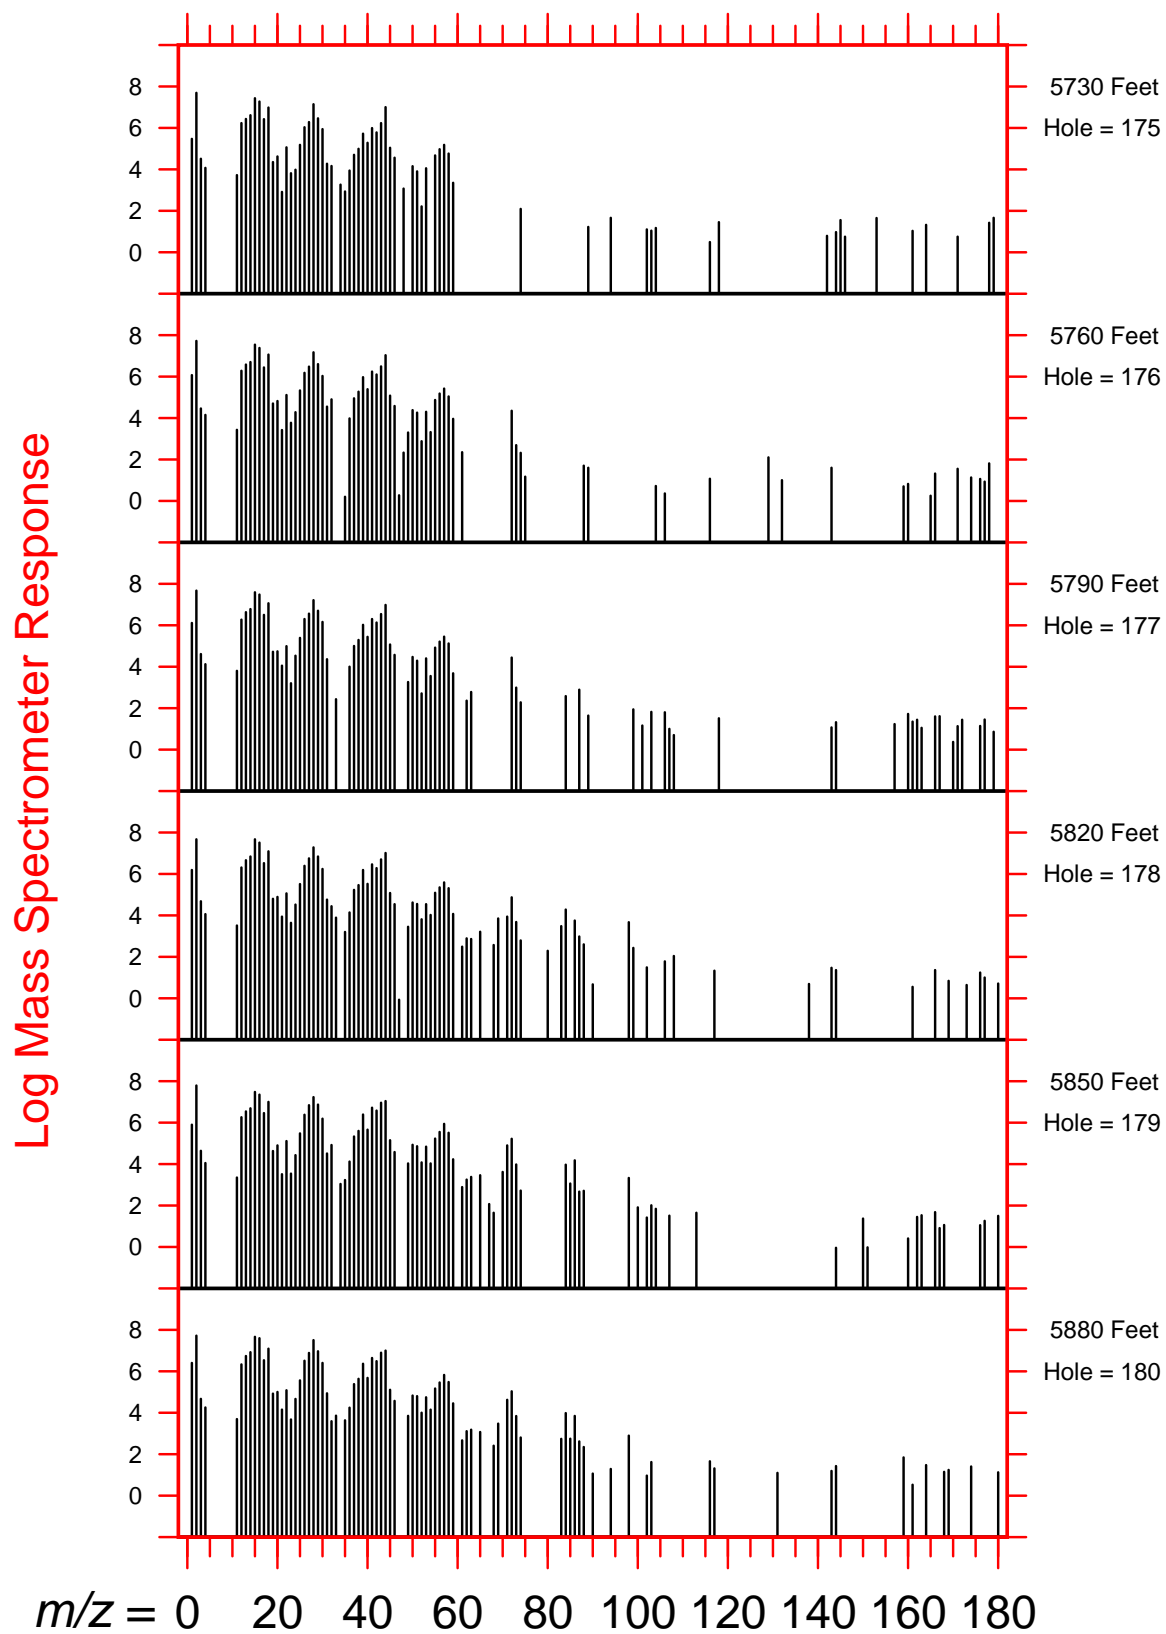 Log Mass Spectrometer Response
8
6
4
2
0
5730 Feet
Hole = 175
8
6
4
2
0
5760 Feet
Hole = 176
8
6
4
2
0
5790 Feet
Hole = 177
8
6
4
2
0
5820 Feet
Hole = 178
8
6
4
2
0
5850 Feet
Hole = 179
8
6
4
2
0
5880 Feet
Hole = 180
m/z = 0 20 40 60 80 100 120 140 160 180